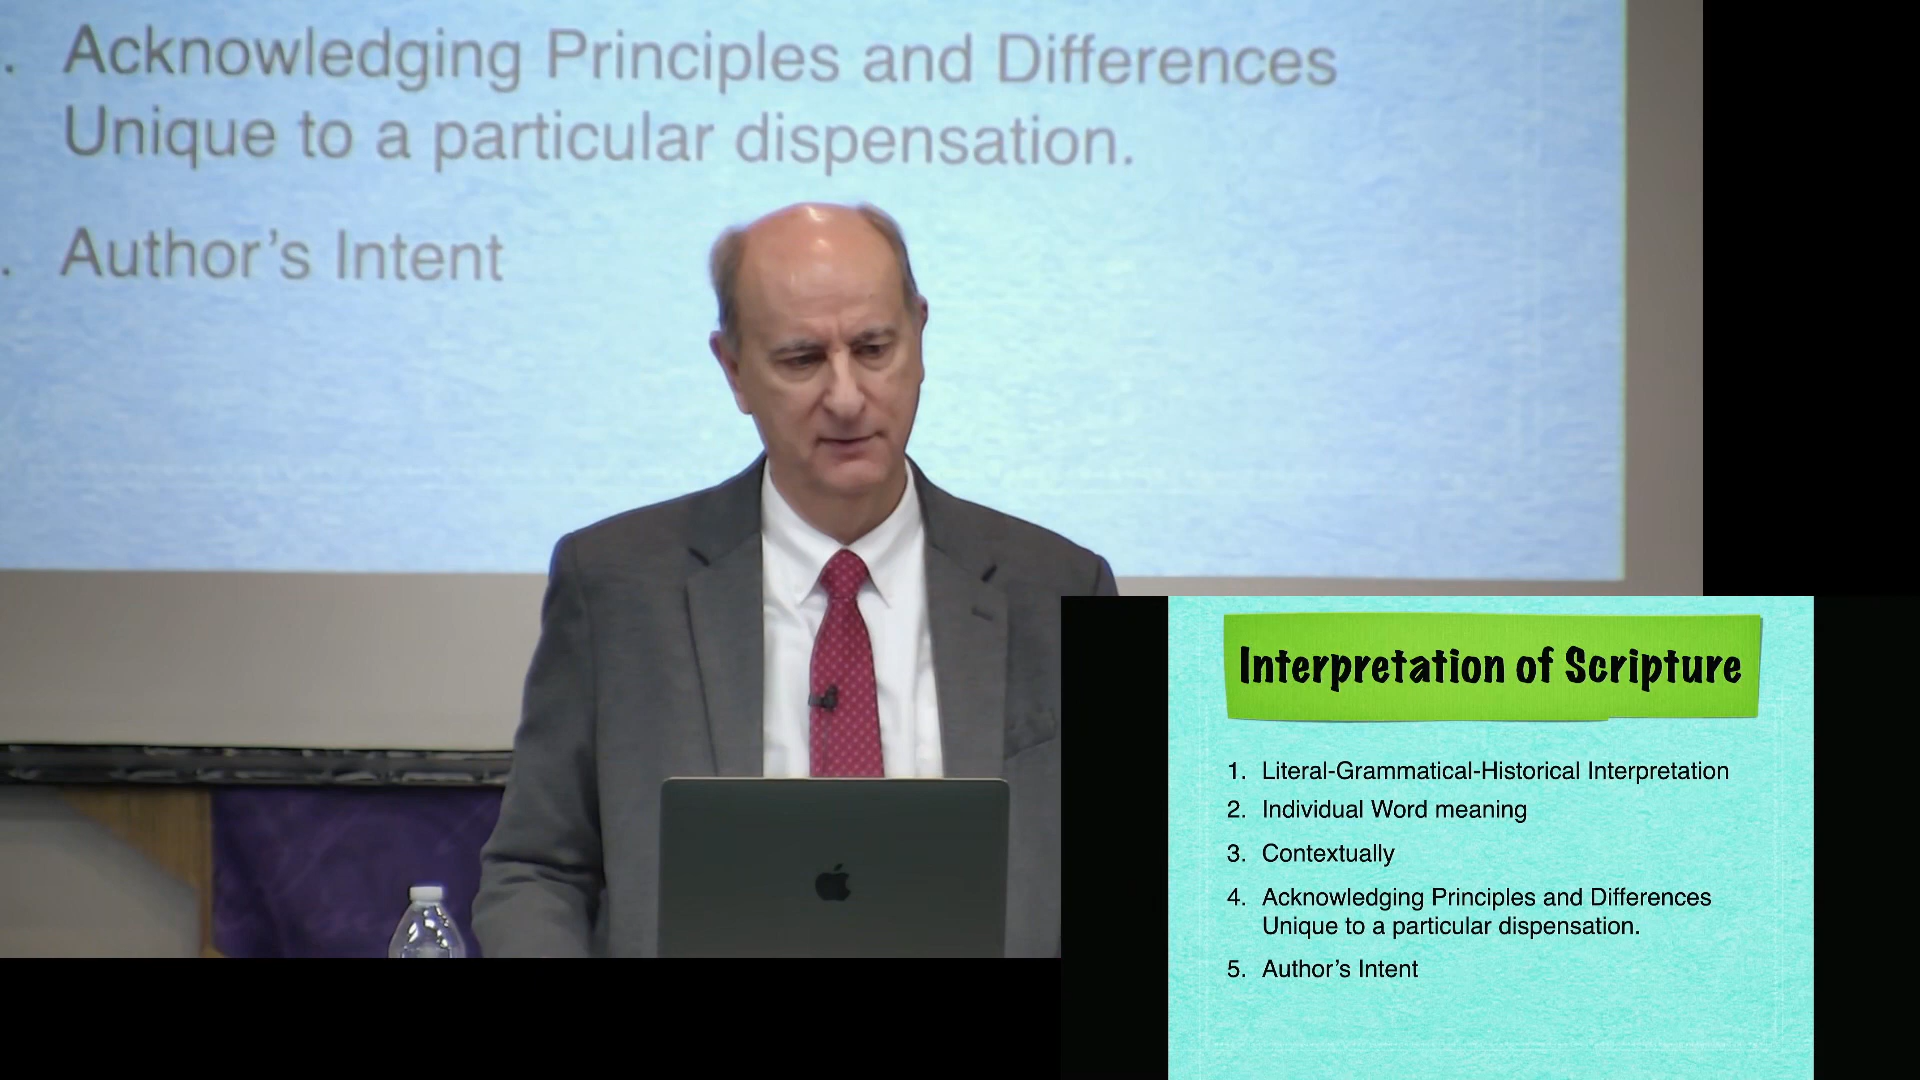 . Acknowledging Principles and Differences
Unique to a particular dispensation.
. Author's Intent
Interpretation of Scripture
1. Literal-Grammatical-Historical Interpretation
2. Individual Word meaning
3. Contextually
4. Acknowledging Principles and Differences
Unique to a particular dispensation.
5. Author's Intent